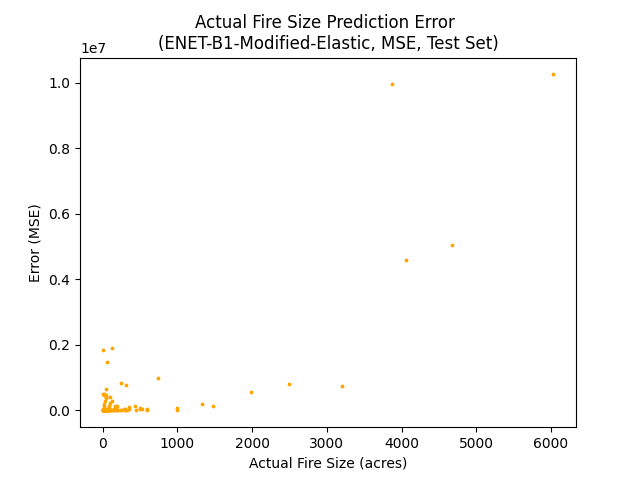 Actual Fire Size Prediction Error
(ENET-B1-Modified-Elastic, MSE, Test Set)
1e7
1.0
0.8
0.6
0.4
0.2
0.0
Error (MSE)
0 1000 2000 3000 4000 5000 6000
Actual Fire Size (acres)